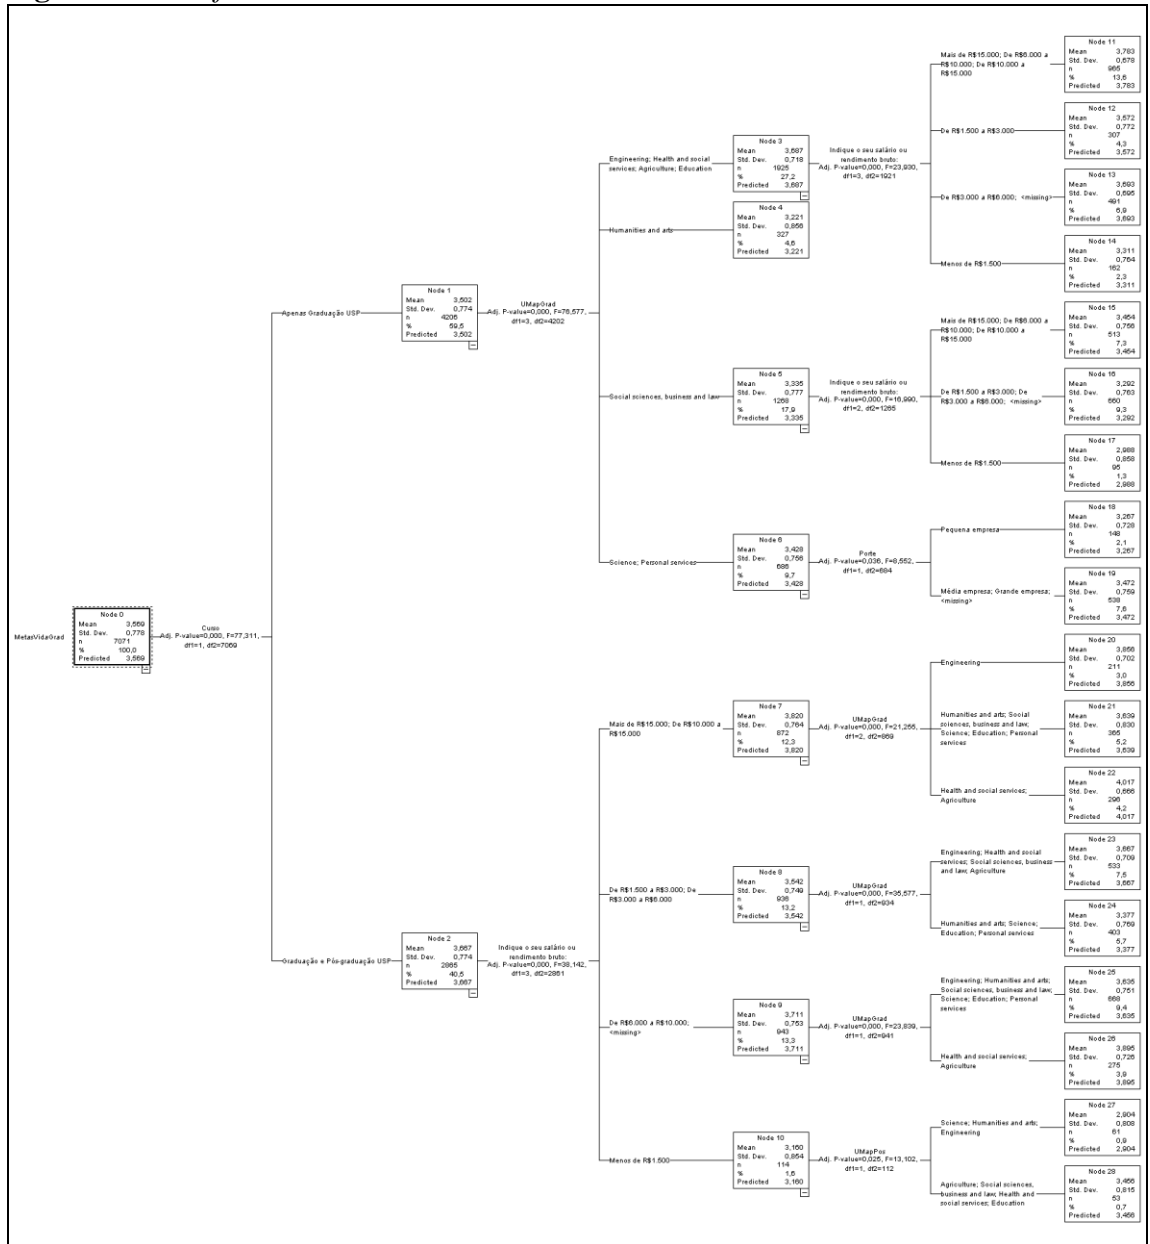 Node 11
Mean 3,783
Std. Dev. 0,678
n 965
% 13,6
Predicted 3,783
Mais de R$15.000; De R$6.000 a
R$10.000; De R$10.000 a
R$15.000
Node 12
Mean 3,572
Std. Dev. 0,772
n 307
% 4,3
Predicted 3,572
De R$1.500 a R$3.000
Node 3
Mean 3,687
Std. Dev. 0,718
n 1925
% 27,2
Predicted 3,687
Engineering; Health and social
services; Agriculture; Education
Indique o seu salário ou
rendimento bruto:
Adj. P-value=0,000, F=23,930,
df1=3, df2=1921
Node 13
Mean 3,693
Std. Dev. 0,695
n 491
% 6,9
Predicted 3,693
De R$3.000 a R$6.000; <missing>
Node 4
Mean 3,221
Std. Dev. 0,856
n 327
% 4,6
Predicted 3,221
Humanities and arts
Node 14
Mean 3,311
Std. Dev. 0,764
n 162
% 2,3
Predicted 3,311
Menos de R$1.500
Node 1
Mean 3,502
Std. Dev. 0,774
n 4206
% 59,5
Predicted 3,502
Apenas Graduação USP
UMapGrad
Adj. P-value=0,000, F=76,577,
df1=3, df2=4202
Node 15
Mean 3,454
Std. Dev. 0,756
n 513
% 7,3
Predicted 3,454
Mais de R$15.000; De R$6.000 a
R$10.000; De R$10.000 a
R$15.000
Node 5
Mean 3,335
Std. Dev. 0,777
n 1268
% 17,9
Predicted 3,335
Social sciences, business and law
Indique o seu salário ou
rendimento bruto:
Adj. P-value=0,000, F=16,990,
df1=2, df2=1265
Node 16
Mean 3,292
Std. Dev. 0,763
n 660
% 9,3
Predicted 3,292
De R$1.500 a R$3.000; De
R$3.000 a R$6.000; <missing>
Node 17
Mean 2,988
Std. Dev. 0,858
n 95
% 1,3
Predicted 2,988
Menos de R$1.500
Node 18
Mean 3,267
Std. Dev. 0,728
n 148
% 2,1
Predicted 3,267
Pequena empresa
Node 6
Mean 3,428
Std. Dev. 0,756
n 686
% 9,7
Predicted 3,428
Science; Personal services
Porte
Adj. P-value=0,036, F=8,552,
df1=1, df2=684
Node 19
Mean 3,472
Std. Dev. 0,759
n 538
% 7,6
Predicted 3,472
Média empresa; Grande empresa;
<missing>
MetasVidaGrad
Node 0
Mean 3,569
Std. Dev. 0,778
n 7071
% 100,0
Predicted 3,569
Curso
Adj. P-value=0,000, F=77,311,
df1=1, df2=7069
Node 20
Mean 3,856
Std. Dev. 0,702
n 211
% 3,0
Predicted 3,856
Engineering
Node 7
Mean 3,820
Std. Dev. 0,764
n 872
% 12,3
Predicted 3,820
Mais de R$15.000; De R$10.000 a
R$15.000
UMapGrad
Adj. P-value=0,000, F=21,255,
df1=2, df2=869
Node 21
Mean 3,639
Std. Dev. 0,830
n 365
% 5,2
Predicted 3,639
Humanities and arts; Social
sciences, business and law;
Science; Education; Personal
services
Node 22
Mean 4,017
Std. Dev. 0,666
n 296
% 4,2
Predicted 4,017
Health and social services;
Agriculture
Node 23
Mean 3,667
Std. Dev. 0,709
n 533
% 7,5
Predicted 3,667
Engineering; Health and social
services; Social sciences, business
and law; Agriculture
Node 8
Mean 3,542
Std. Dev. 0,749
n 936
% 13,2
Predicted 3,542
De R$1.500 a R$3.000; De
R$3.000 a R$6.000
UMapGrad
Adj. P-value=0,000, F=35,577,
df1=1, df2=934
Node 24
Mean 3,377
Std. Dev. 0,769
n 403
% 5,7
Predicted 3,377
Humanities and arts; Science;
Education; Personal services
Node 2
Mean 3,667
Std. Dev. 0,774
n 2865
% 40,5
Predicted 3,667
Graduação e Pós-graduação USP
Indique o seu salário ou
rendimento bruto:
Adj. P-value=0,000, F=38,142,
df1=3, df2=2861
Node 25
Mean 3,635
Std. Dev. 0,751
n 668
% 9,4
Predicted 3,635
Engineering; Humanities and arts;
Social sciences, business and law;
Science; Education; Personal
services
Node 9
Mean 3,711
Std. Dev. 0,753
n 943
% 13,3
Predicted 3,711
De R$6.000 a R$10.000;
<missing>
UMapGrad
Adj. P-value=0,000, F=23,839,
df1=1, df2=941
Node 26
Mean 3,895
Std. Dev. 0,726
n 275
% 3,9
Predicted 3,895
Health and social services;
Agriculture
Node 27
Mean 2,904
Std. Dev. 0,808
n 61
% 0,9
Predicted 2,904
Science; Humanities and arts;
Engineering
Node 10
Mean 3,160
Std. Dev. 0,854
n 114
% 1,6
Predicted 3,160
Menos de R$1.500
UMapPos
Adj. P-value=0,025, F=13,102,
df1=1, df2=112
Node 28
Mean 3,456
Std. Dev. 0,815
n 53
% 0,7
Predicted 3,456
Agriculture; Social sciences,
business and law; Health and
social services; Education